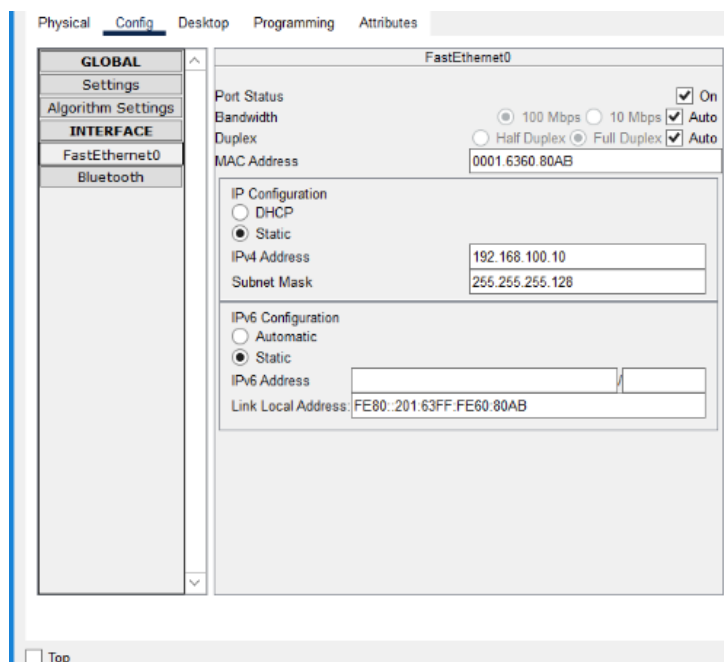 Physical Config Desktop Programming Attributes
GLOBAL
Settings
Algorithm Settings
INTERFACE
FastEthernet0
Bluetooth
FastEthernet0
Port Status On
Bandwidth 100 Mbps 10 Mbps Auto
Duplex Half Duplex Full Duplex Auto
MAC Address 0001.6360.80AB
IP Configuration
DHCP
Static
IPv4 Address 192.168.100.10
Subnet Mask 255.255.255.128
IPv6 Configuration
Automatic
Static
IPv6 Address /
Link Local Address: FE80::201:63FF:FE60:80AB
Top